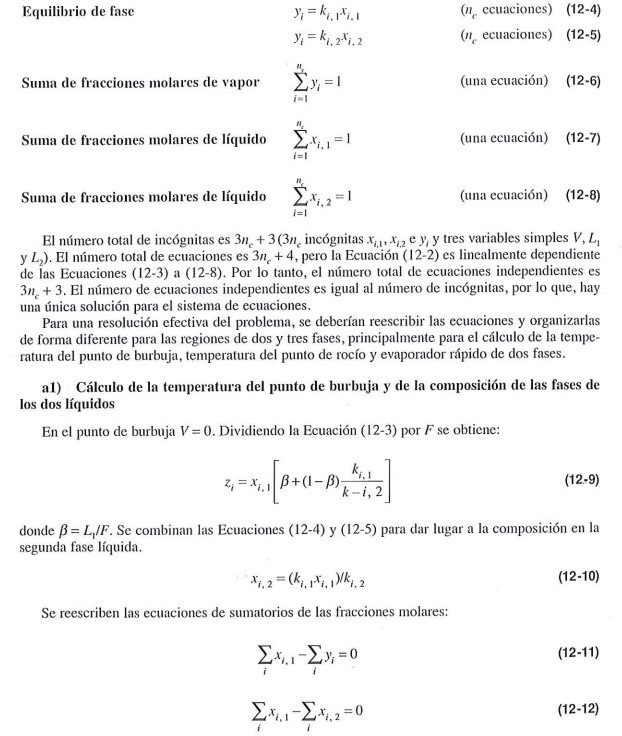 Equilibrio de fase y_i = k_{i, 1}x_{i, 1} (n_c ecuaciones) (12-4)
y_i = k_{i, 2}x_{i, 2} (n_c ecuaciones) (12-5)
Suma de fracciones molares de vapor \sum_{i=1}^{n_c} y_i = 1 (una ecuación) (12-6)
Suma de fracciones molares de líquido \sum_{i=1}^{n_c} x_{i, 1} = 1 (una ecuación) (12-7)
Suma de fracciones molares de líquido \sum_{i=1}^{n_c} x_{i, 2} = 1 (una ecuación) (12-8)
El número total de incógnitas es 3n_c + 3 (3n_c incógnitas x_{i,1}, x_{i,2} e y_i y tres variables simples V, L_1
y L_2). El número total de ecuaciones es 3n_c + 4, pero la Ecuación (12-2) es linealmente dependiente
de las Ecuaciones (12-3) a (12-8). Por lo tanto, el número total de ecuaciones independientes es
3n_c + 3. El número de ecuaciones independientes es igual al número de incógnitas, por lo que, hay
una única solución para el sistema de ecuaciones.
Para una resolución efectiva del problema, se deberían reescribir las ecuaciones y organizarlas
de forma diferente para las regiones de dos y tres fases, principalmente para el cálculo de la tempe-
ratura del punto de burbuja, temperatura del punto de rocío y evaporador rápido de dos fases.
a1) Cálculo de la temperatura del punto de burbuja y de la composición de las fases de
los dos líquidos
En el punto de burbuja V = 0. Dividiendo la Ecuación (12-3) por F se obtiene:
z_i = x_{i, 1} [β + (1 − β) \frac{k_{i, 1}}{k − i, 2}] (12-9)
donde β = L_1/F. Se combinan las Ecuaciones (12-4) y (12-5) para dar lugar a la composición en la
segunda fase líquida.
x_{i, 2} = (k_{i, 1}x_{i, 1})/k_{i, 2} (12-10)
Se reescriben las ecuaciones de sumatorios de las fracciones molares:
\sum_i x_{i, 1} − \sum_i y_i = 0 (12-11)
\sum_i x_{i, 1} − \sum_i x_{i, 2} = 0 (12-12)